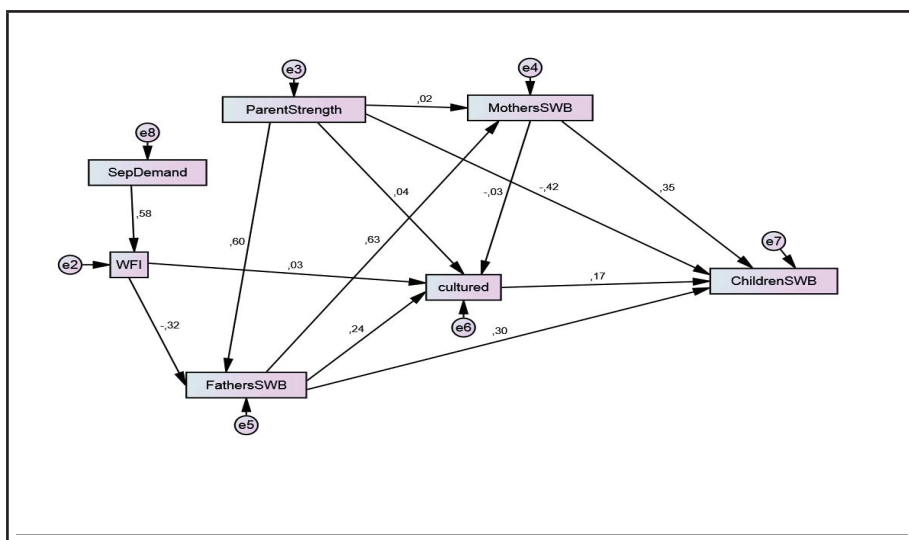 e3
e4
ParentStrength
,02
MothersSWB
e8
SepDemand
,04
-,03
-,42
,35
,58
,60
,63
e7
e2
WFI
,03
cultured
,17
ChildrenSWB
-,32
,24
e6
,30
FathersSWB
e5